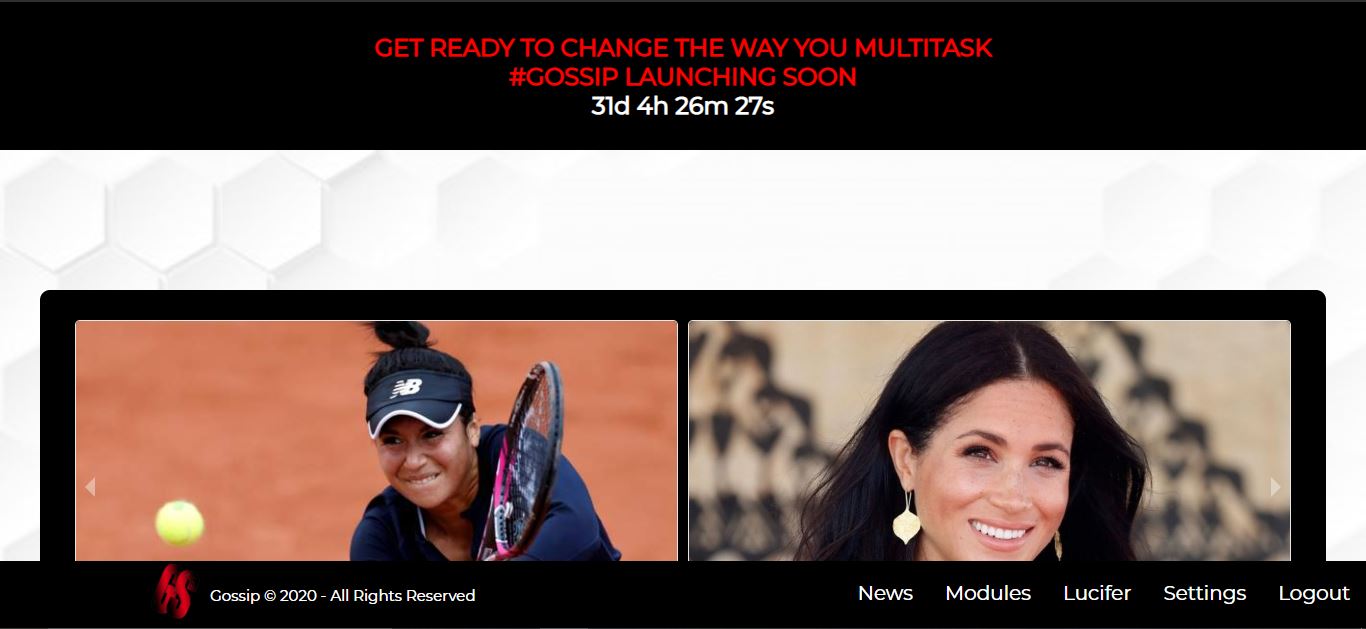 GET READY TO CHANGE THE WAY YOU MULTITASK
#GOSSIP LAUNCHING SOON
31d 4h 26m 27s
NB
Gossip © 2020 - All Rights Reserved
News Modules Lucifer Settings Logout